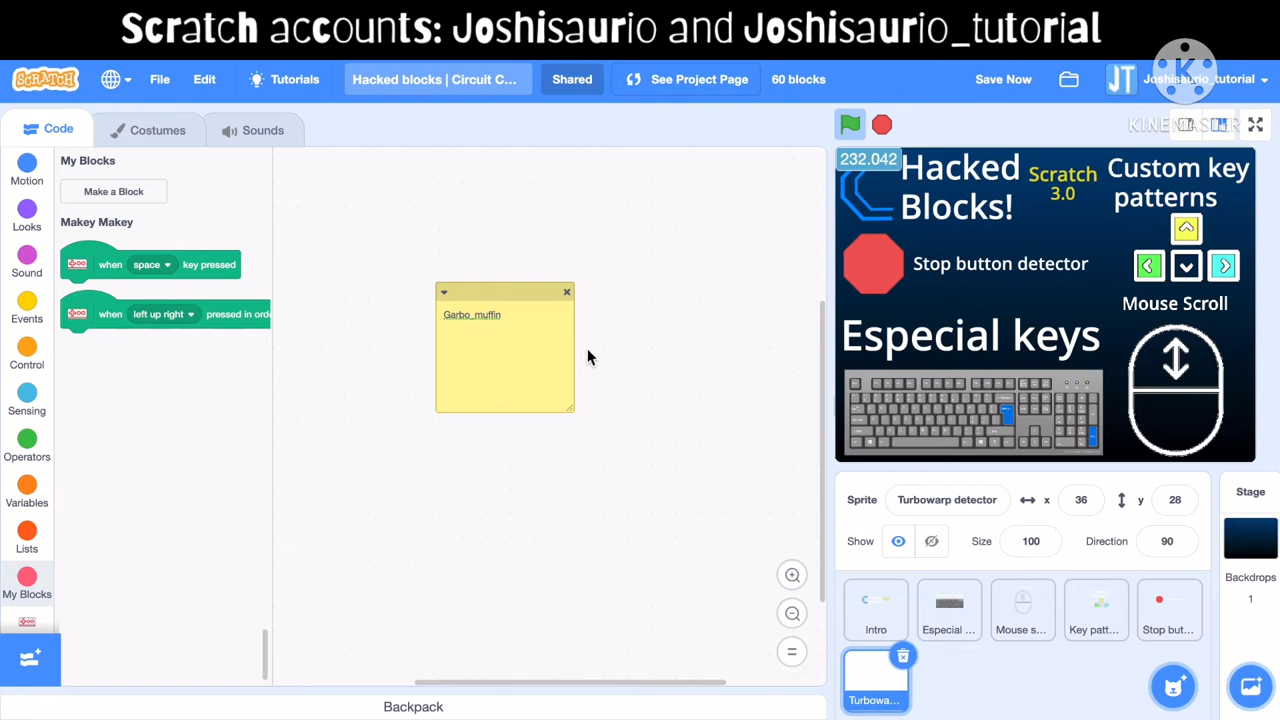 Scratch accounts: Joshisaurio and Joshisaurio_tutorial
SCRATCH
File
Edit
Tutorials
Hacked blocks | Circuit C...
Shared
See Project Page
60 blocks
Save Now
JT
Joshisaurio_tutorial
K
KINEMASTER
Code
Costumes
Sounds
Motion
Looks
Sound
Events
Control
Sensing
Operators
Variables
Lists
My Blocks
My Blocks
Make a Block
Makey Makey
when space key pressed
when left up right pressed in orde
Garbo_muffin
232.042
Hacked Blocks!
Scratch 3.0
Custom key patterns
Stop button detector
Mouse Scroll
Especial keys
Sprite
Turbowarp detector
x
36
y
28
Show
Size
100
Direction
90
Stage
Backdrops
1
Intro
Especial ...
Mouse s...
Key patt...
Stop but...
Turbowa...
Backpack